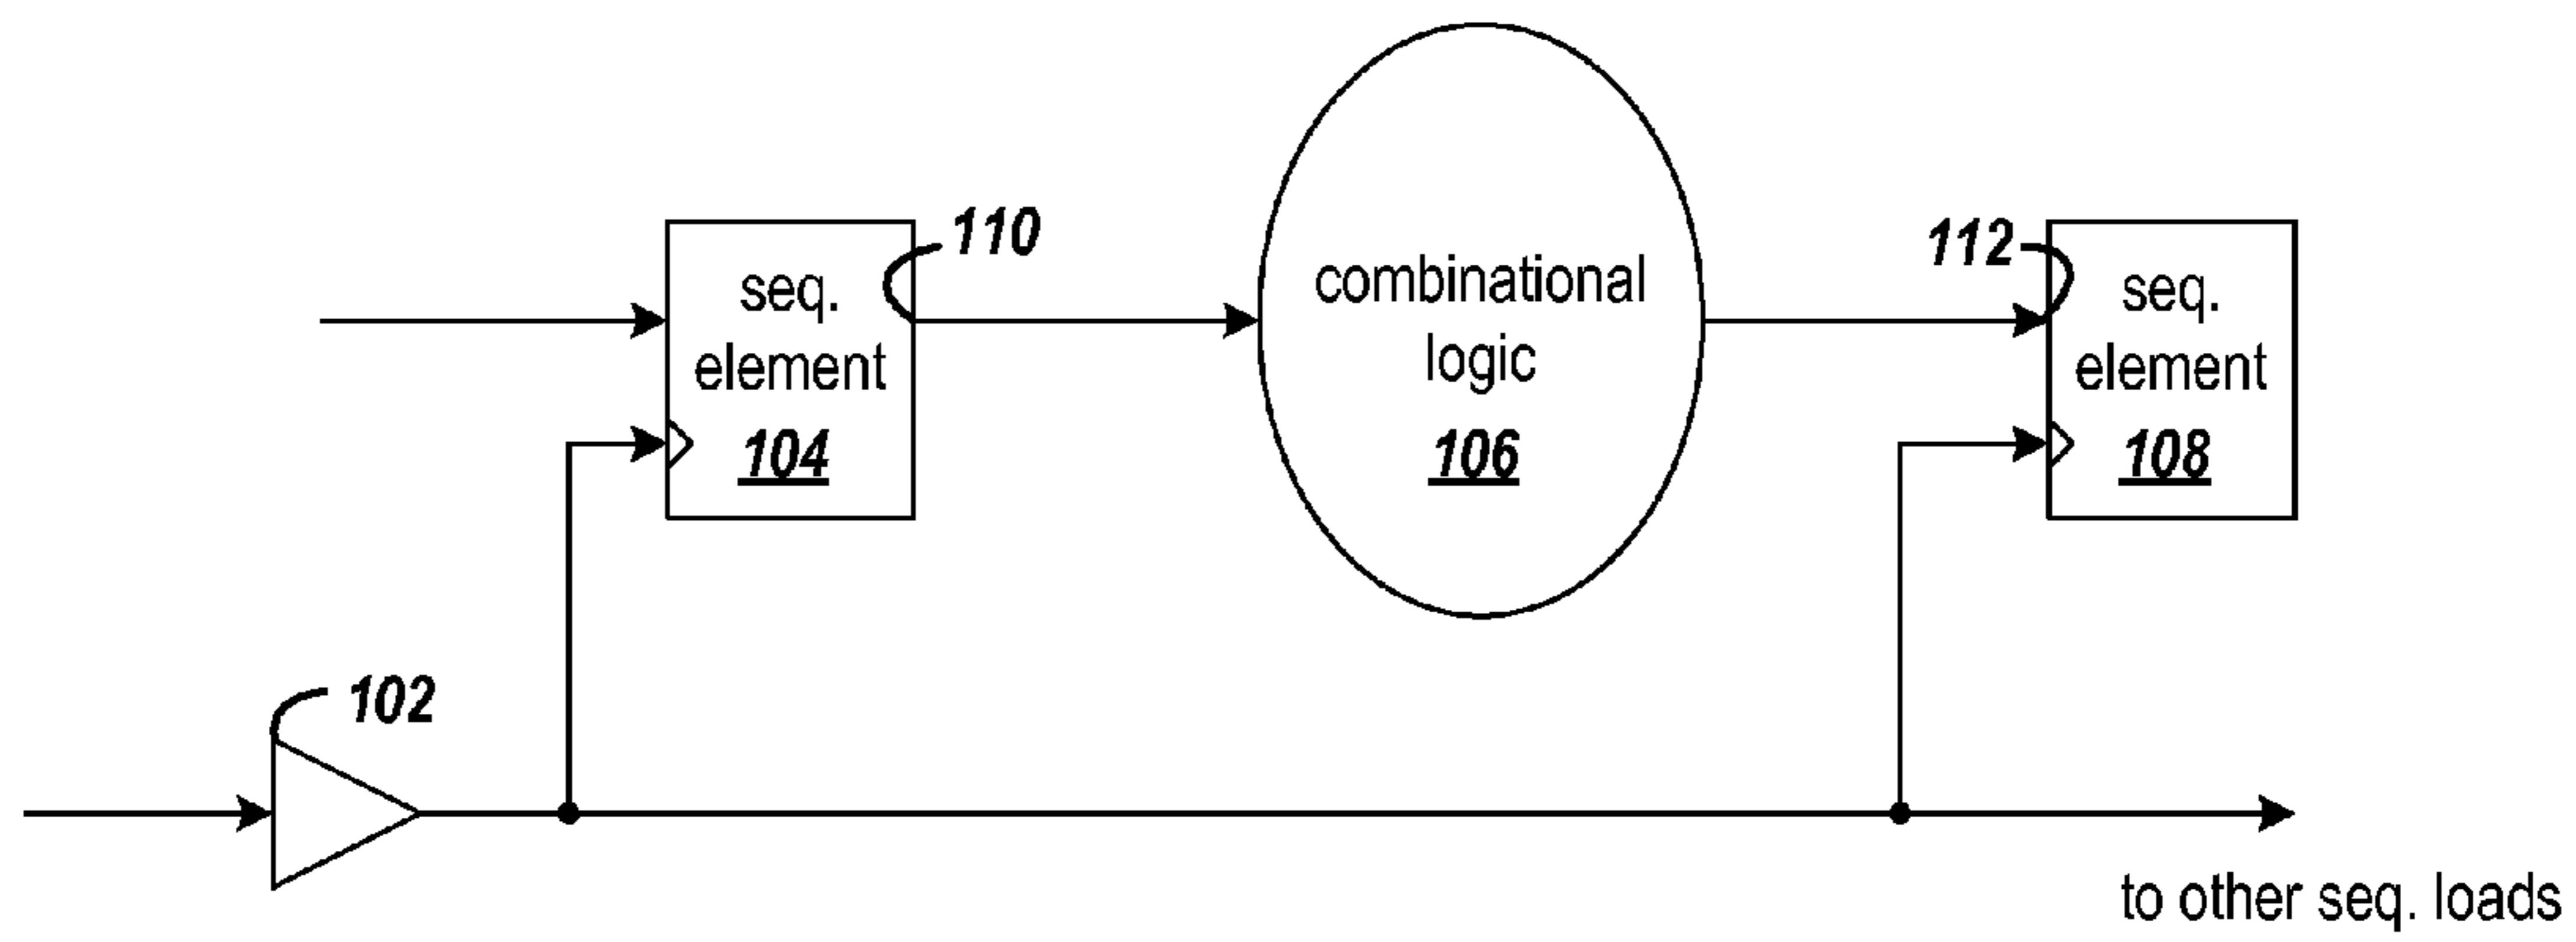 110
112
seq.
element
104
combinational
logic
106
seq.
element
108
102
to other seq. loads